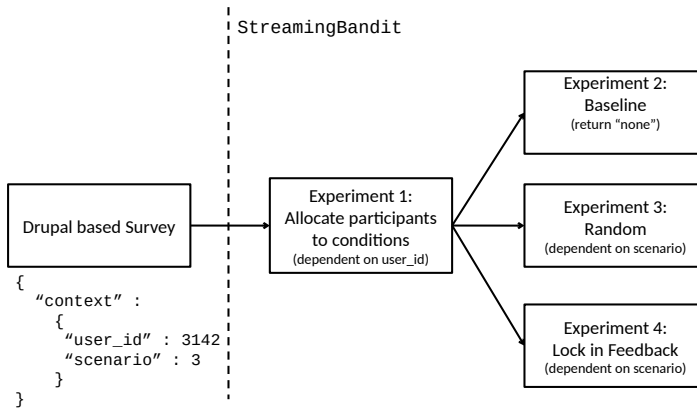 StreamingBandit
Drupal based Survey
{
“context” :
{
“user_id” : 3142
“scenario” : 3
}
}
Experiment 1:
Allocate participants
to conditions
(dependent on user_id)
Experiment 2:
Baseline
(return “none”)
Experiment 3:
Random
(dependent on scenario)
Experiment 4:
Lock in Feedback
(dependent on scenario)